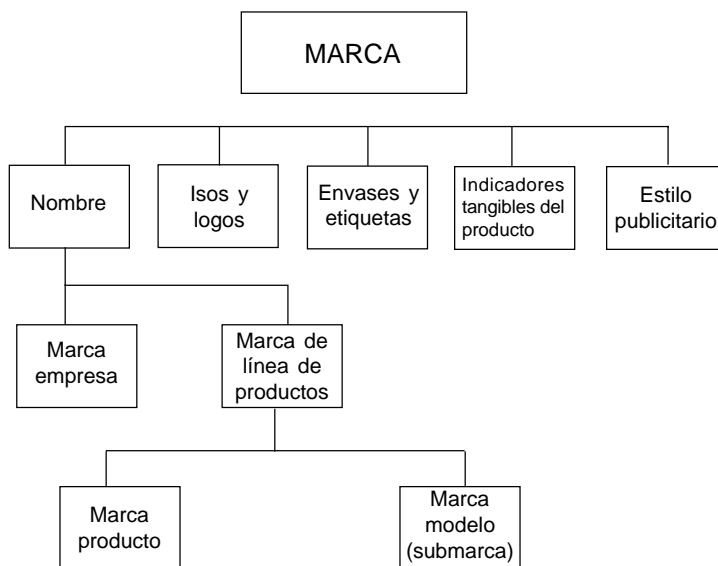 MARCA
Nombre
Isos y
logos
Envases y
etiquetas
Indicadores
tangibles del
producto
Estilo
publicitario
Marca
empresa
Marca de
línea de
productos
Marca
producto
Marca
modelo
(submarca)